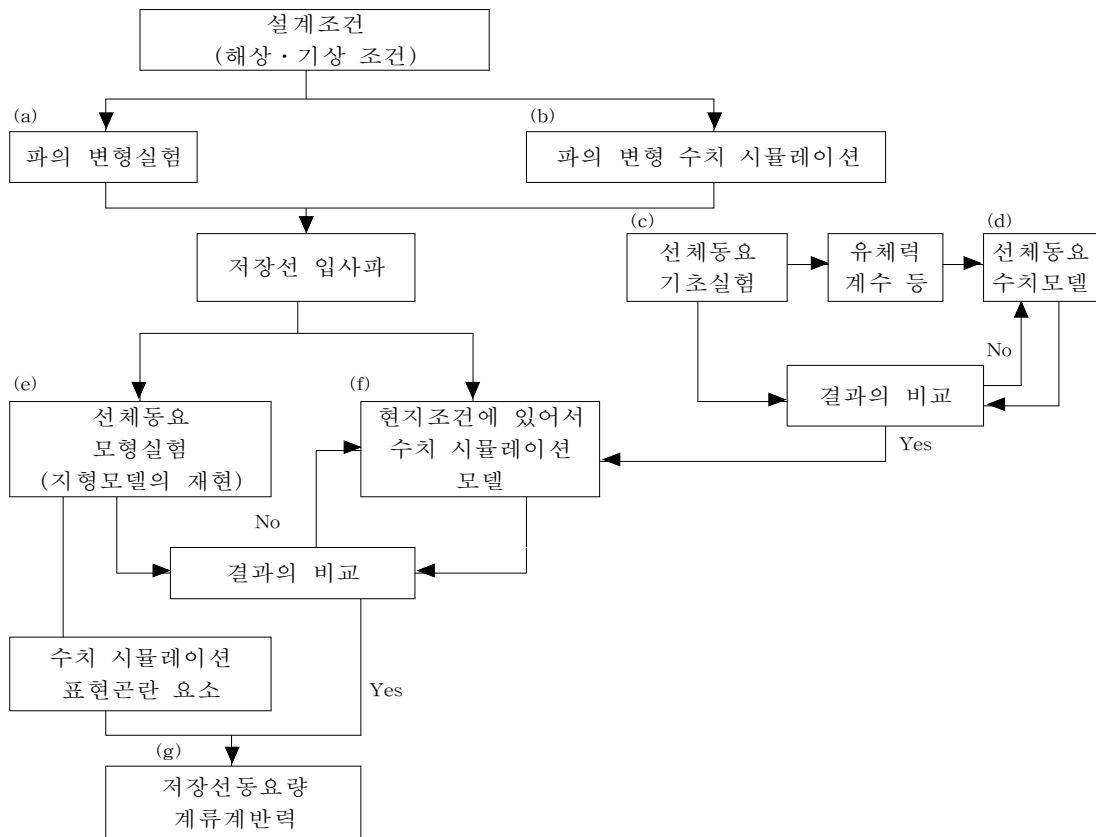 설계조건
(해상·기상 조건)
(a)
파의 변형실험
(b)
파의 변형 수치 시뮬레이션
저장선 입사파
(c)
선체동요
기초실험
유체력
계수 등
(d)
선체동요
수치모델
No
결과의 비교
Yes
(e)
선체동요
모형실험
(지형모델의 재현)
(f)
현지조건에 있어서
수치 시뮬레이션
모델
No
결과의 비교
수치 시뮬레이션
표현곤란 요소
Yes
(g)
저장선동요량
계류계반력